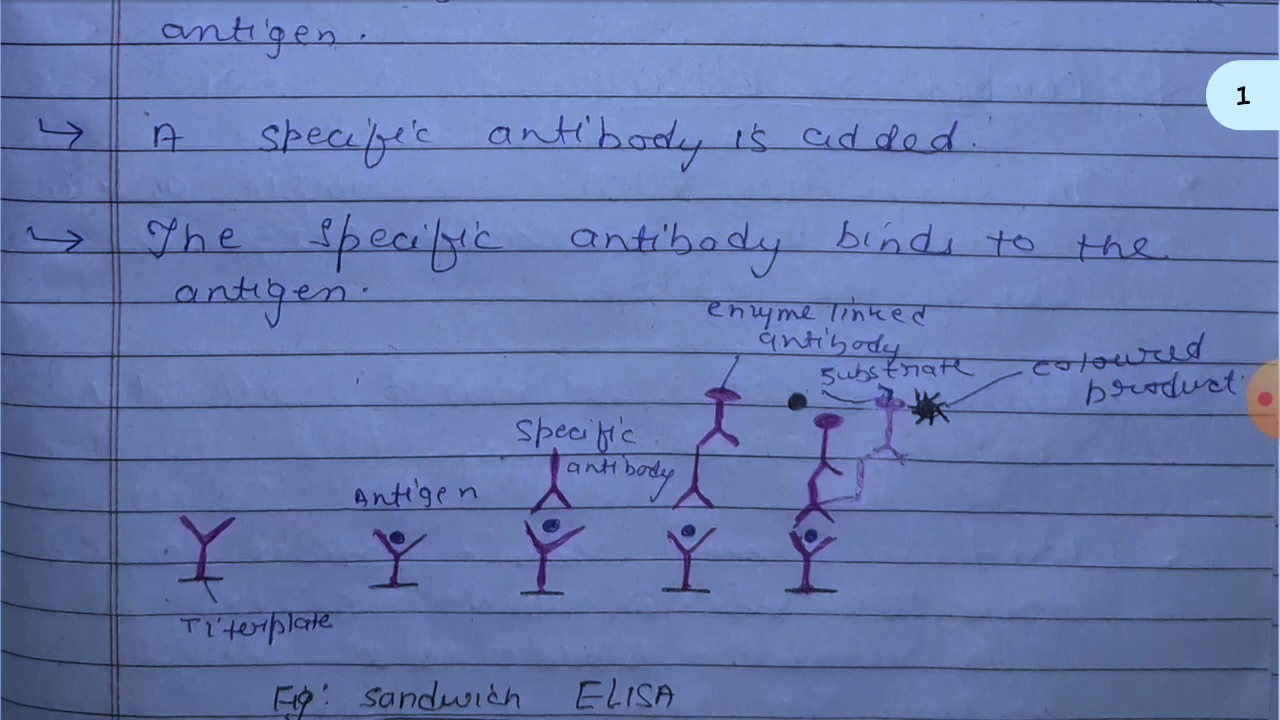 antigen.
↳ A specific antibody is added.
↳ The specific antibody binds to the
antigen.
enzyme linked
antibody
substrate
coloured
product
specific
antibody
Antigen
Titerplate
Fig: sandwich ELISA
1